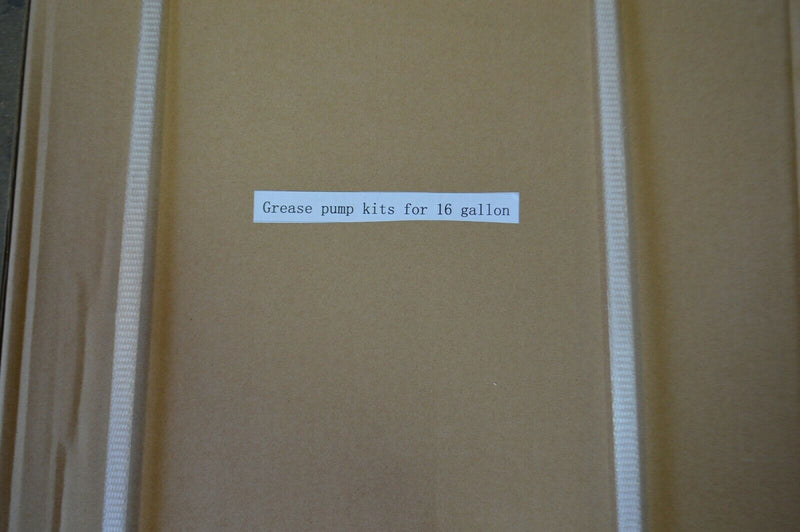 Grease pump kits for 16 gallon